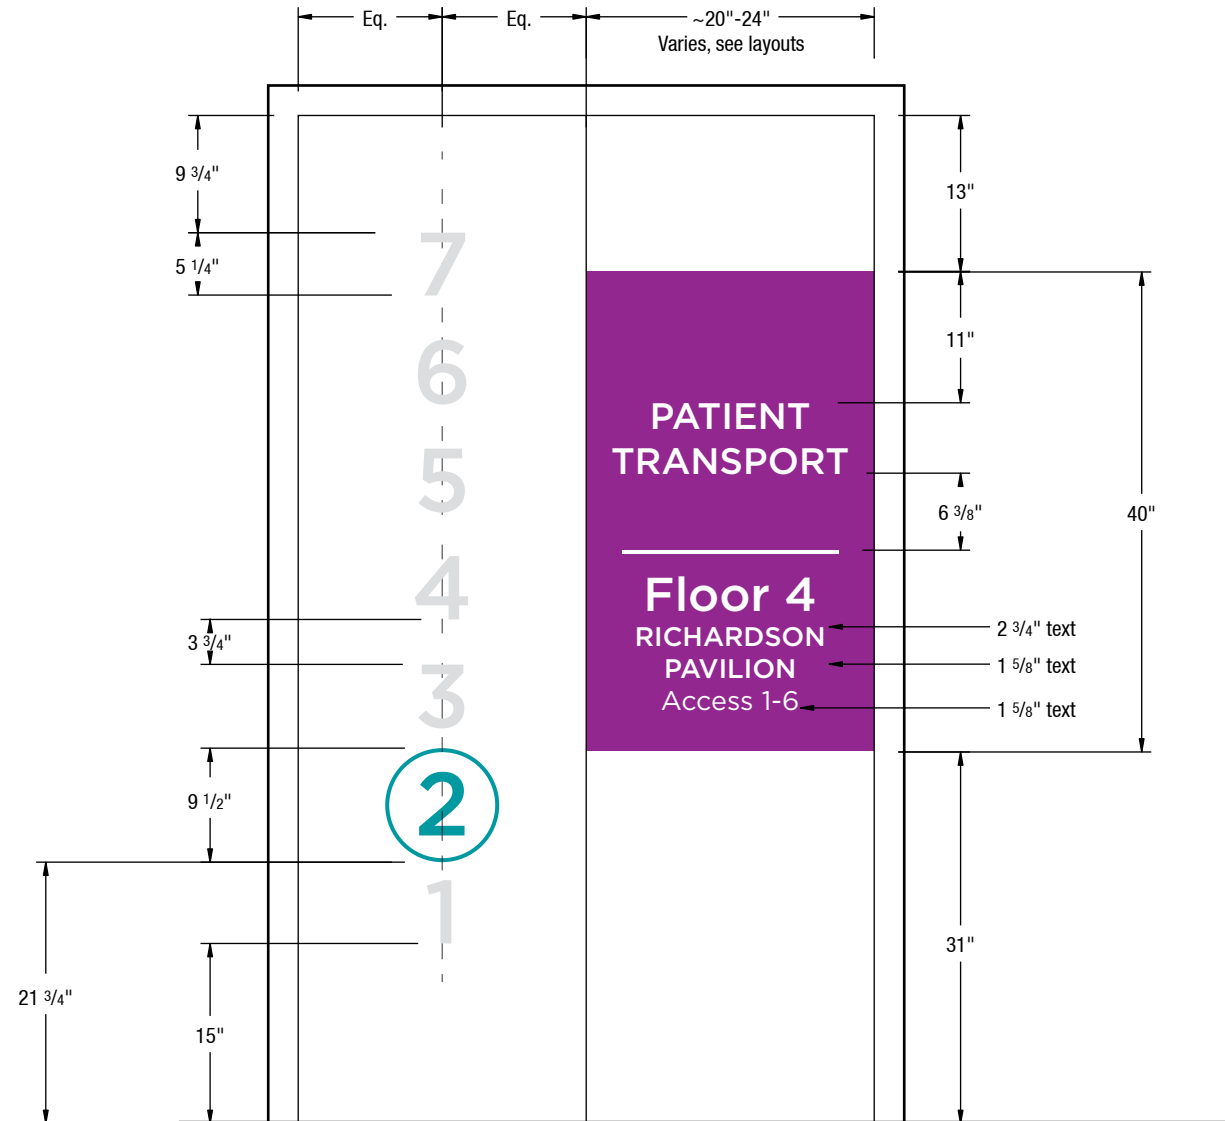 Eq.
Eq.
~20"-24"
Varies, see layouts
9 3/4"
13"
7
5 1/4"
11"
6
PATIENT
TRANSPORT
5
6 3/8"
40"
4
Floor 4
3 3/4"
RICHARDSON
2 3/4" text
PAVILION
1 5/8" text
3
Access 1-6
1 5/8" text
9 1/2"
2
1
31"
21 3/4"
15"